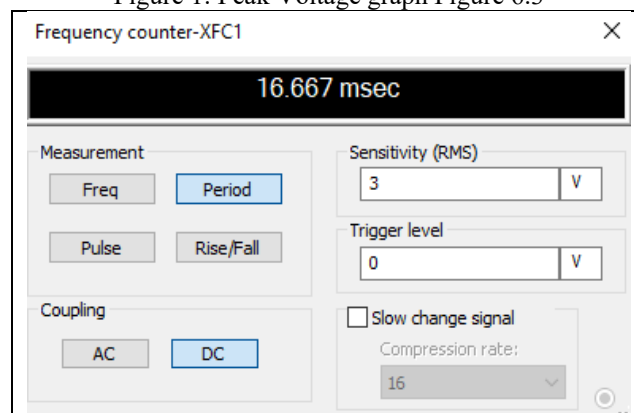 Figure 1: Peak Voltage graph Figure 6.3
Frequency counter-XFC1
16.667 msec
Measurement
Freq Period
Pulse Rise/Fall
Coupling
AC DC
Sensitivity (RMS)
3 V
Trigger level
0 V
Slow change signal
Compression rate:
16